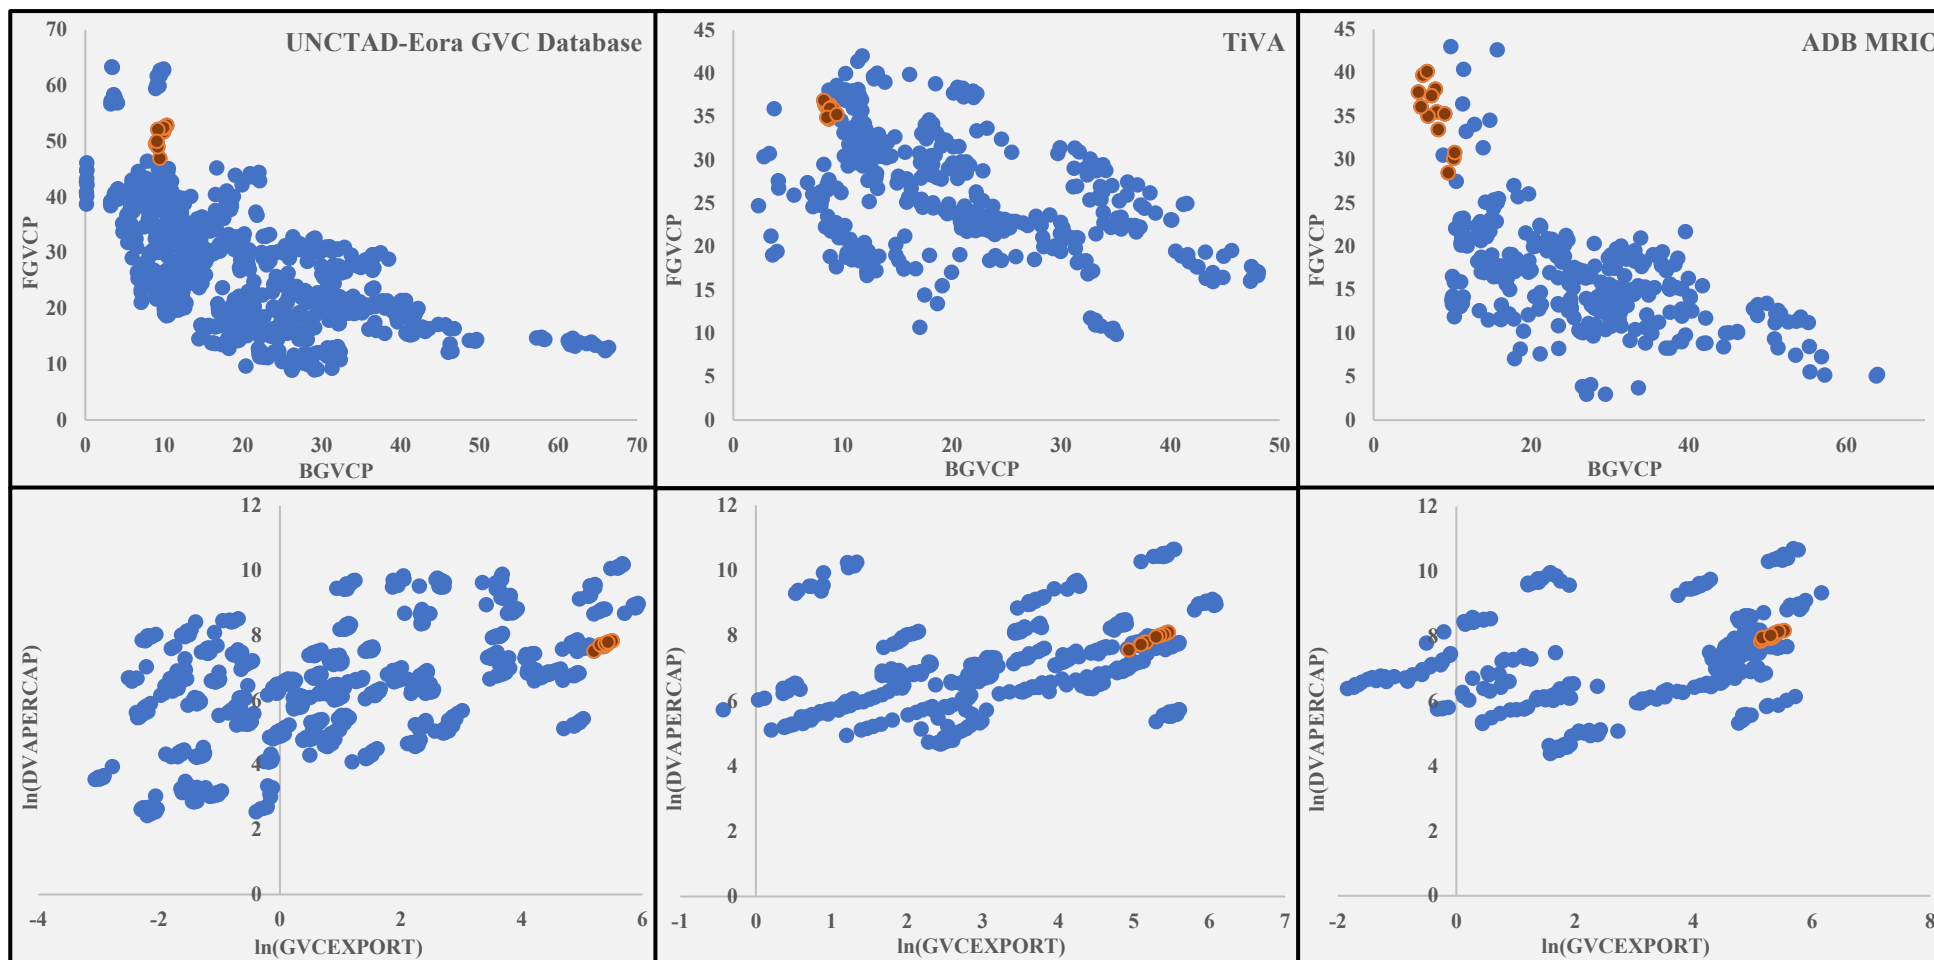 UNCTAD-Eora GVC Database
70
60
50
40
30
20
10
0
FGVCP
0 10 20 30 40 50 60 70
BGVCP
TiVA
45
40
35
30
25
20
15
10
5
0
FGVCP
0 10 20 30 40 50
BGVCP
ADB MRIO
45
40
35
30
25
20
15
10
5
0
FGVCP
0 20 40 60
BGVCP
12
10
8
6
4
2
0
ln(DVAPERCAP)
-4 -2 0 2 4 6
ln(GVCEXPORT)
12
10
8
6
4
2
0
ln(DVAPERCAP)
-1 0 1 2 3 4 5 6 7
ln(GVCEXPORT)
12
10
8
6
4
2
0
ln(DVAPERCAP)
-2 0 2 4 6 8
ln(GVCEXPORT)